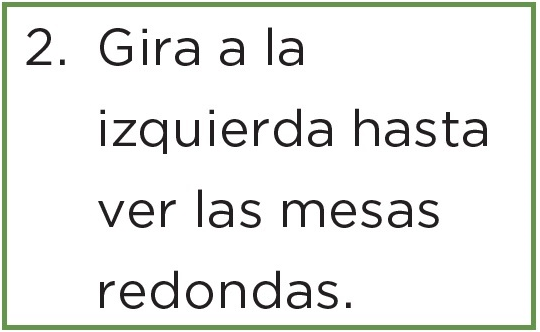 2. Gira a la
izquierda hasta
ver las mesas
redondas.